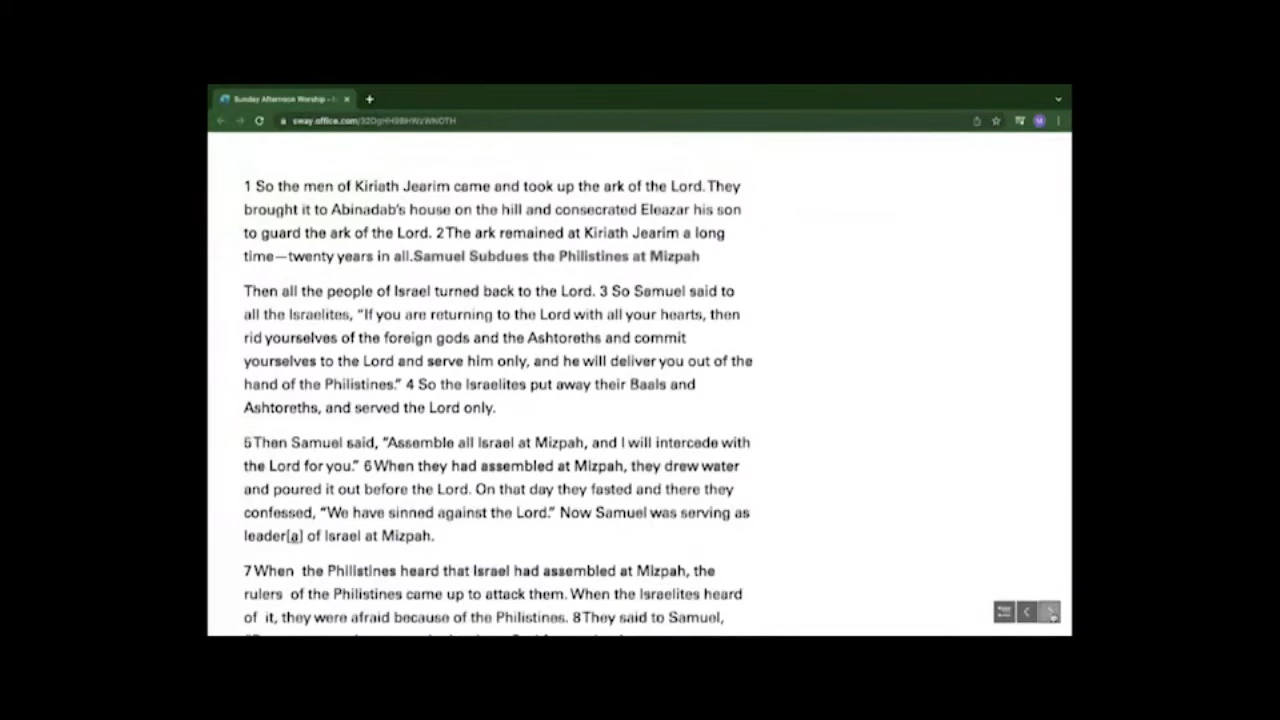 Sunday Afternoon Worship -
sway.office.com/
1 So the men of Kiriath Jearim came and took up the ark of the Lord. They
brought it to Abinadab's house on the hill and consecrated Eleazar his son
to guard the ark of the Lord. 2 The ark remained at Kiriath Jearim a long
time—twenty years in all.Samuel Subdues the Philistines at Mizpah
Then all the people of Israel turned back to the Lord. 3 So Samuel said to
all the Israelites, “If you are returning to the Lord with all your hearts, then
rid yourselves of the foreign gods and the Ashtoreths and commit
yourselves to the Lord and serve him only, and he will deliver you out of the
hand of the Philistines.” 4 So the Israelites put away their Baals and
Ashtoreths, and served the Lord only.
5 Then Samuel said, “Assemble all Israel at Mizpah, and I will intercede with
the Lord for you.” 6 When they had assembled at Mizpah, they drew water
and poured it out before the Lord. On that day they fasted and there they
confessed, “We have sinned against the Lord.” Now Samuel was serving as
leader[a] of Israel at Mizpah.
7 When the Philistines heard that Israel had assembled at Mizpah, the
rulers of the Philistines came up to attack them. When the Israelites heard
of it, they were afraid because of the Philistines. 8 They said to Samuel,